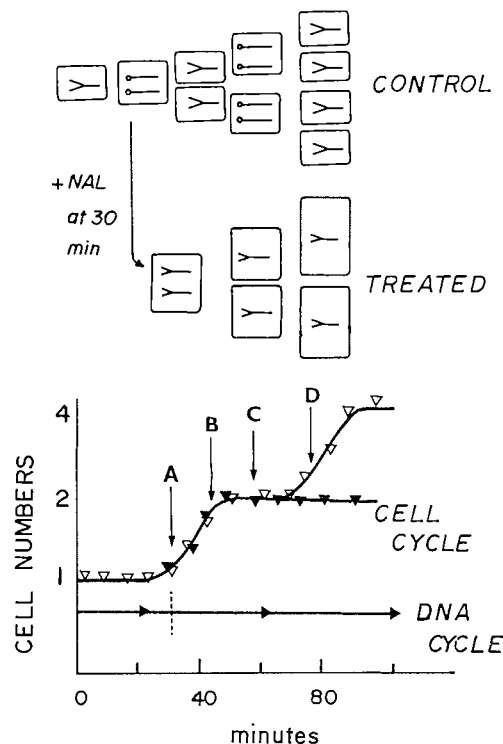 CONTROL
+ NAL
at 30
min
TREATED
4
D
B
C
A
2
CELL
CYCLE
1
DNA
CYCLE
CELL NUMBERS
0
40
80
minutes